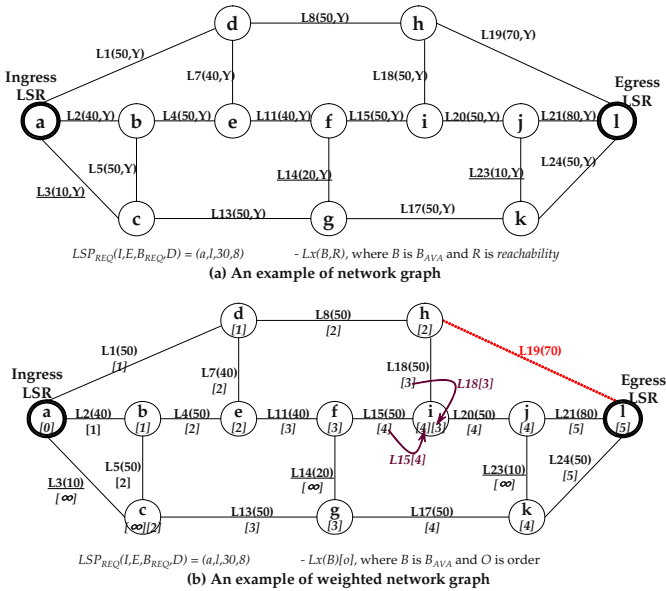 d
L8(50,Y)
h
L1(50,Y)
L19(70,Y)
L7(40,Y)
L18(50,Y)
Ingress
LSR
Egress
LSR
a
L2(40,Y)
b
L4(50,Y)
e
L11(40,Y)
f
L15(50,Y)
i
L20(50,Y)
j
L21(80,Y)
l
L5(50,Y)
L14(20,Y)
L23(10,Y)
L24(50,Y)
L3(10,Y)
c
L13(50,Y)
g
L17(50,Y)
k
LSP_REQ(I,E,B_REQ,D) = (a,l,30,8) - Lx(B,R), where B is B_AVA and R is reachability
(a) An example of network graph
d
[1]
L8(50)
[2]
h
[2]
L1(50)
[1]
L19(70)
L7(40)
[2]
L18(50)
[3]
L18[3]
Ingress
LSR
Egress
LSR
a
[0]
L2(40)
[1]
b
[1]
L4(50)
[2]
e
[2]
L11(40)
[3]
f
[3]
L15(50)
[4]
i
[4][3]
L20(50)
[4]
j
[4]
L21(80)
[5]
l
[5]
L15[4]
L3(10)
[∞]
L5(50)
[2]
L14(20)
[∞]
L23(10)
[∞]
L24(50)
[5]
c
[∞][2]
L13(50)
[3]
g
[3]
L17(50)
[4]
k
[4]
LSP_REQ(I,E,B_REQ,D) = (a,l,30,8) - Lx(B)[o], where B is B_AVA and O is order
(b) An example of weighted network graph